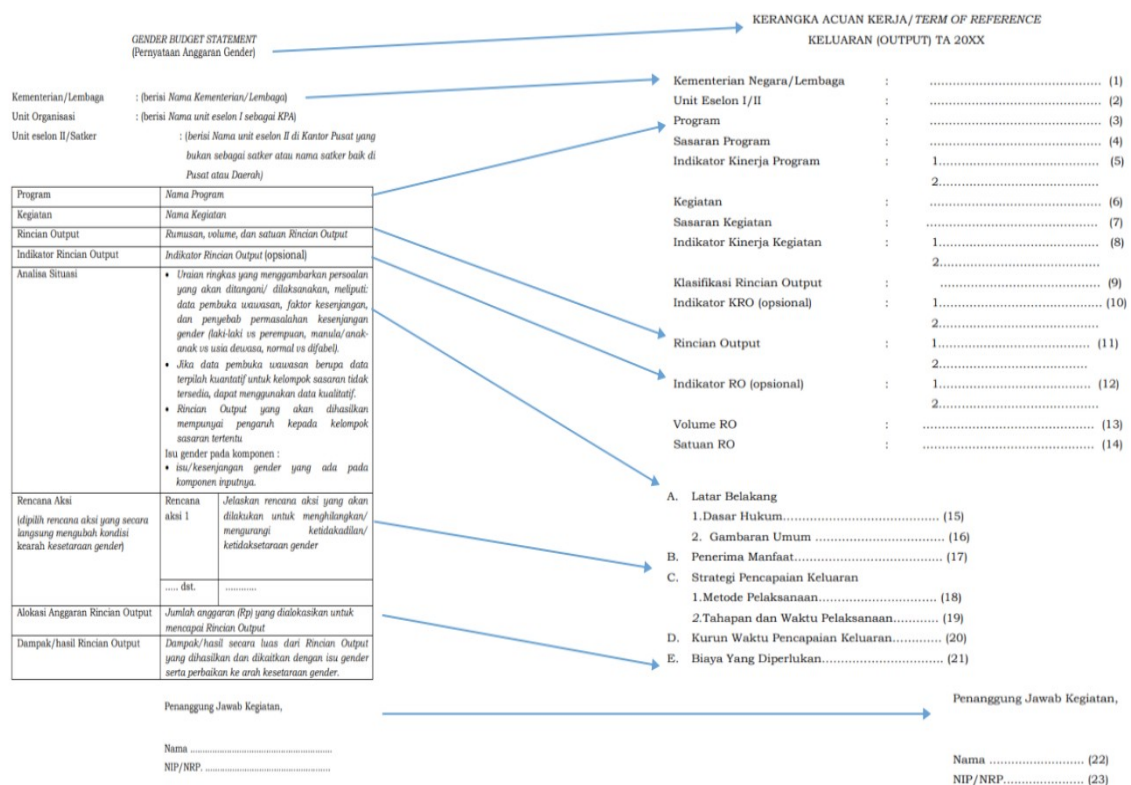 GENDER BUDGET STATEMENT
(Pernyataan Anggaran Gender)
Kementerian/Lembaga : (berisi Nama Kementerian/Lembaga)
Unit Organisasi : (berisi Nama unit eselon I sebagai KPA)
Unit eselon II/Satker : (berisi Nama unit eselon II di Kantor Pusat yang
bukan sebagai satker atau nama satker baik di
Pusat atau Daerah)
Program Nama Program
Kegiatan Nama Kegiatan
Rincian Output Rumusan, volume, dan satuan Rincian Output
Indikator Rincian Output Indikator Rincian Output (opsional)
Analisa Situasi • Uraian ringkas yang menggambarkan persoalan
yang akan ditangani/ dilaksanakan, meliputi:
data pembuka wawasan, faktor kesenjangan,
dan penyebab permasalahan kesenjangan
gender (laki-laki vs perempuan, manula/anak-
anak vs usia dewasa, normal vs difabel).
• Jika data pembuka wawasan berupa data
terpilah kuantatif untuk kelompok sasaran tidak
tersedia, dapat menggunakan data kualitatif.
• Rincian Output yang akan dihasilkan
mempunyai pengaruh kepada kelompok
sasaran tertentu
Isu gender pada komponen :
• isu/kesenjangan gender yang ada pada
komponen inputnya.
Rencana Aksi
(dipilih rencana aksi yang secara
langsung mengubah kondisi
kearah kesetaraan gender)
Rencana
aksi 1
Jelaskan rencana aksi yang akan
dilakukan untuk menghilangkan/
mengurangi ketidakadilan/
ketidaksetaraan gender
..... dst. ............
Alokasi Anggaran Rincian Output Jumlah anggaran (Rp) yang dialokasikan untuk
mencapai Rincian Output
Dampak/hasil Rincian Output Dampak/hasil secara luas dari Rincian Output
yang dihasilkan dan dikaitkan dengan isu gender
serta perbaikan ke arah kesetaraan gender.
Penanggung Jawab Kegiatan,
Nama ......................................................
NIP/NRP. ...............................................
KERANGKA ACUAN KERJA/TERM OF REFERENCE
KELUARAN (OUTPUT) TA 20XX
Kementerian Negara/Lembaga : ............................................ (1)
Unit Eselon I/II : ............................................ (2)
Program : ............................................ (3)
Sasaran Program : ............................................ (4)
Indikator Kinerja Program : 1......................................... (5)
2.........................................
Kegiatan : ............................................ (6)
Sasaran Kegiatan : ............................................ (7)
Indikator Kinerja Kegiatan : 1......................................... (8)
2.........................................
Klasifikasi Rincian Output : ......................................... (9)
Indikator KRO (opsional) : 1.......................................... (10)
2.........................................
Rincian Output : 1....................................... (11)
2......................................
Indikator RO (opsional) : 1....................................... (12)
2.........................................
Volume RO : ............................................ (13)
Satuan RO : ............................................ (14)
A. Latar Belakang
1.Dasar Hukum........................................ (15)
2. Gambaran Umum ................................. (16)
B. Penerima Manfaat...................................... (17)
C. Strategi Pencapaian Keluaran
1.Metode Pelaksanaan.............................. (18)
2.Tahapan dan Waktu Pelaksanaan........... (19)
D. Kurun Waktu Pencapaian Keluaran............. (20)
E. Biaya Yang Diperlukan............................... (21)
Penanggung Jawab Kegiatan,
Nama ........................ (22)
NIP/NRP..................... (23)